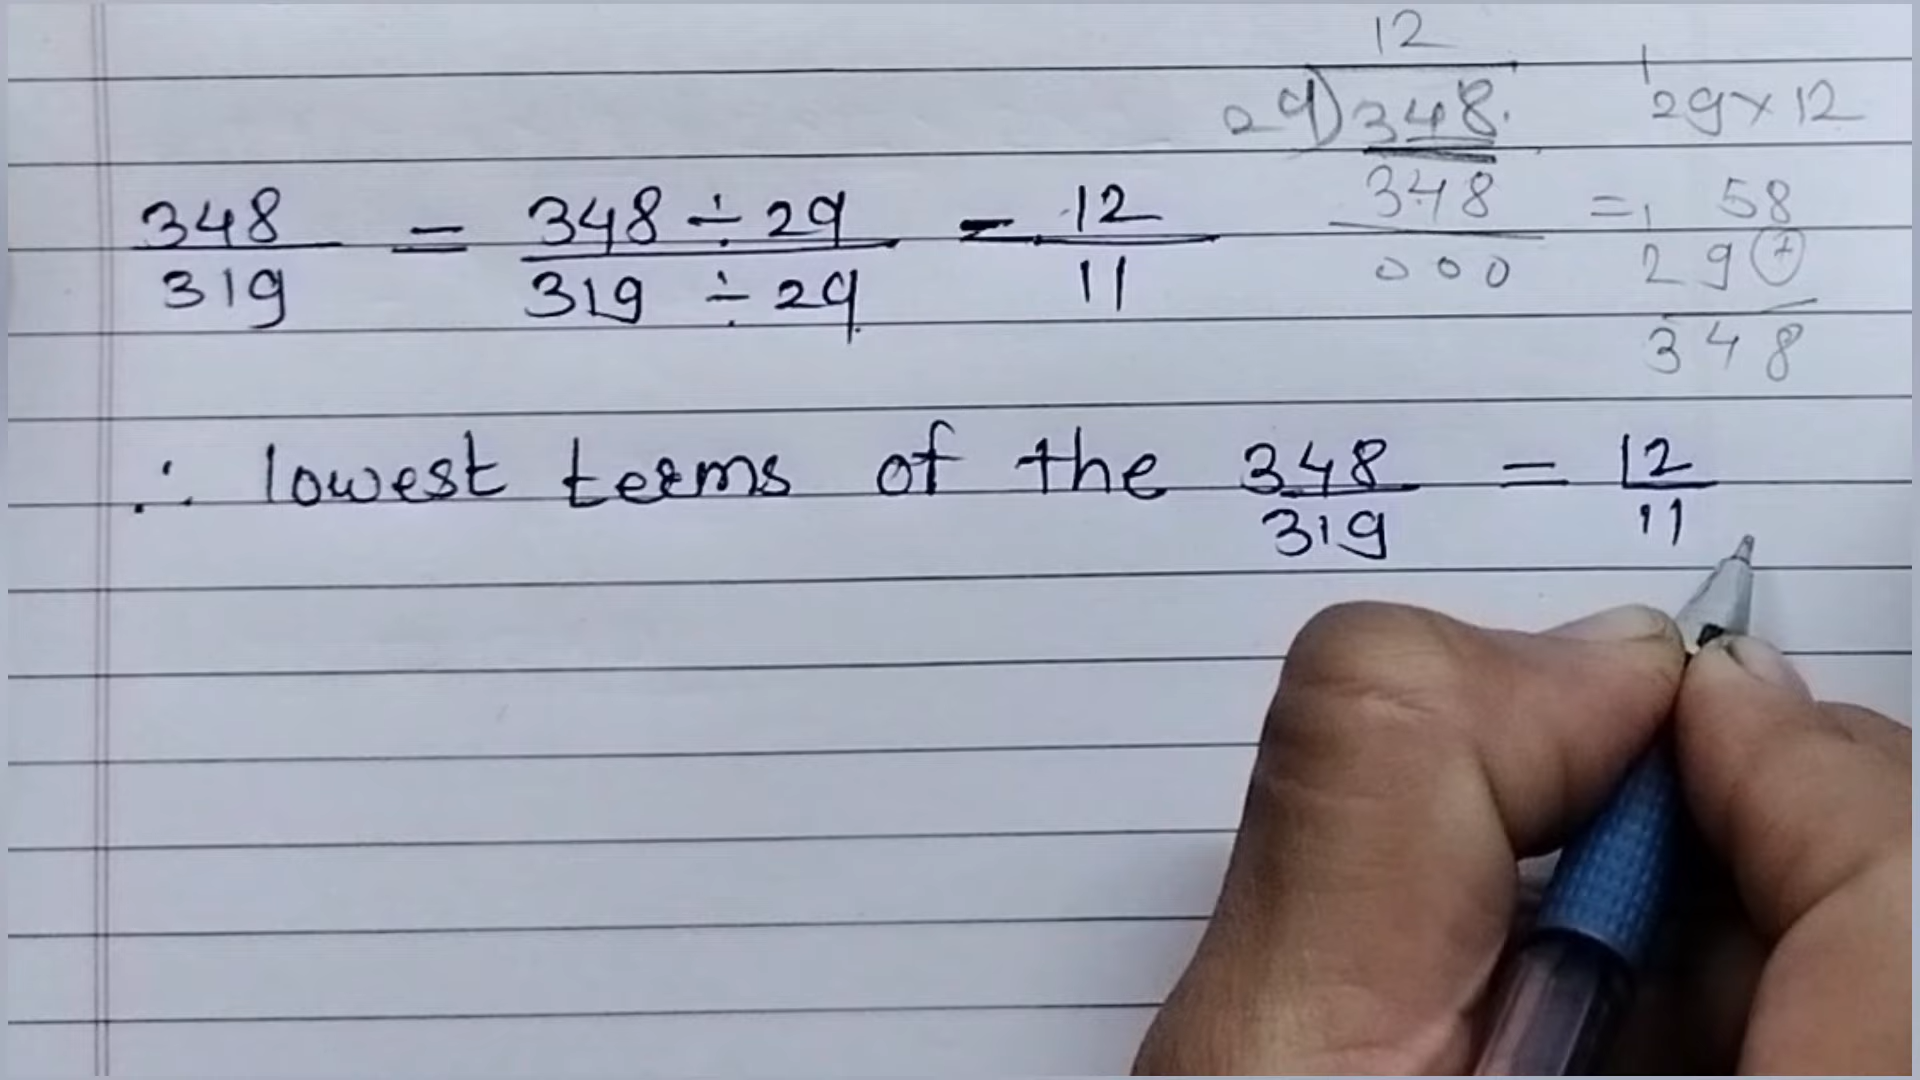 348/319 = 348 ÷ 29/319 ÷ 29 = 12/11
12
29)348.
348
000
29 x 12
= 58
29 +
348
∴ lowest terms of the 348/319 = 12/11